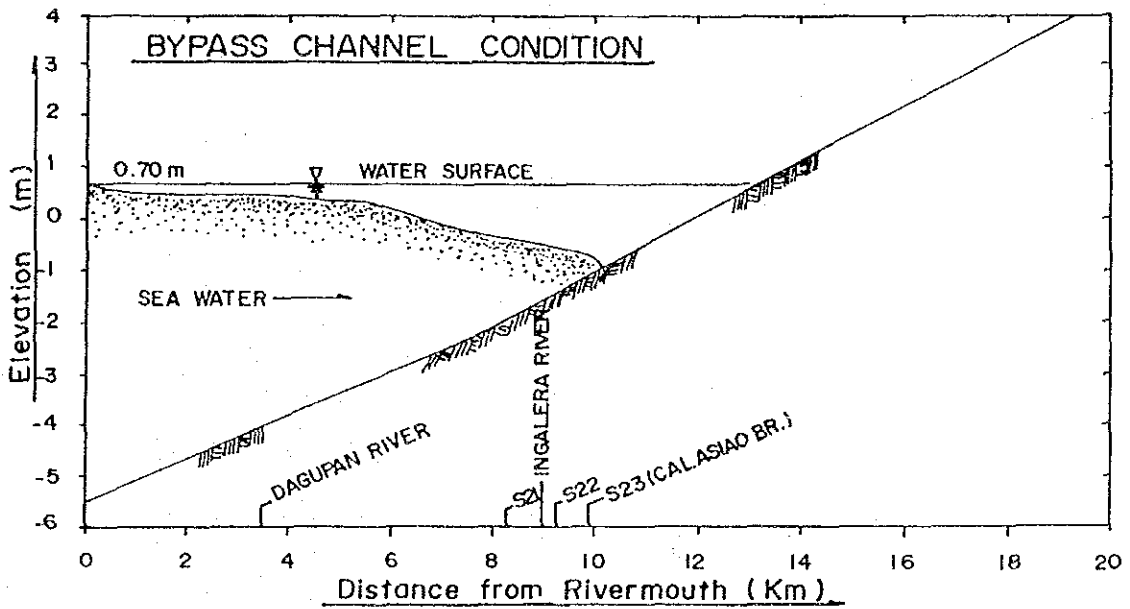 BYPASS CHANNEL CONDITION
4
3
2
1
0
-1
-2
-3
-4
-5
-6
Elevation (m)
0.70 m
WATER SURFACE
SEA WATER
DAGUPAN RIVER
S21
INGALERA RIVER
S22
S23 (CALASIAO BR.)
0 2 4 6 8 10 12 14 16 18 20
Distance from Rivermouth (Km)